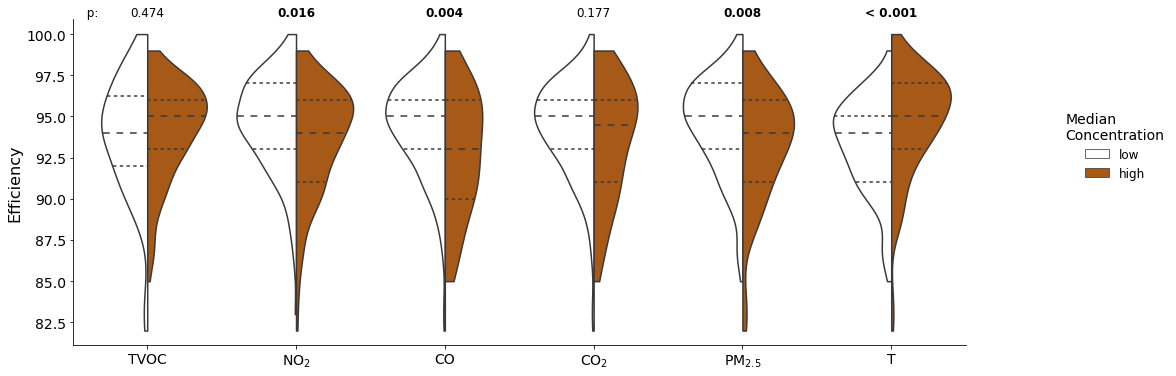 p: 0.474 0.016 0.004 0.177 0.008 < 0.001
100.0
97.5
95.0
92.5
90.0
87.5
85.0
82.5
Efficiency
TVOC NO₂ CO CO₂ PM₂.₅ T
Median
Concentration
low
high